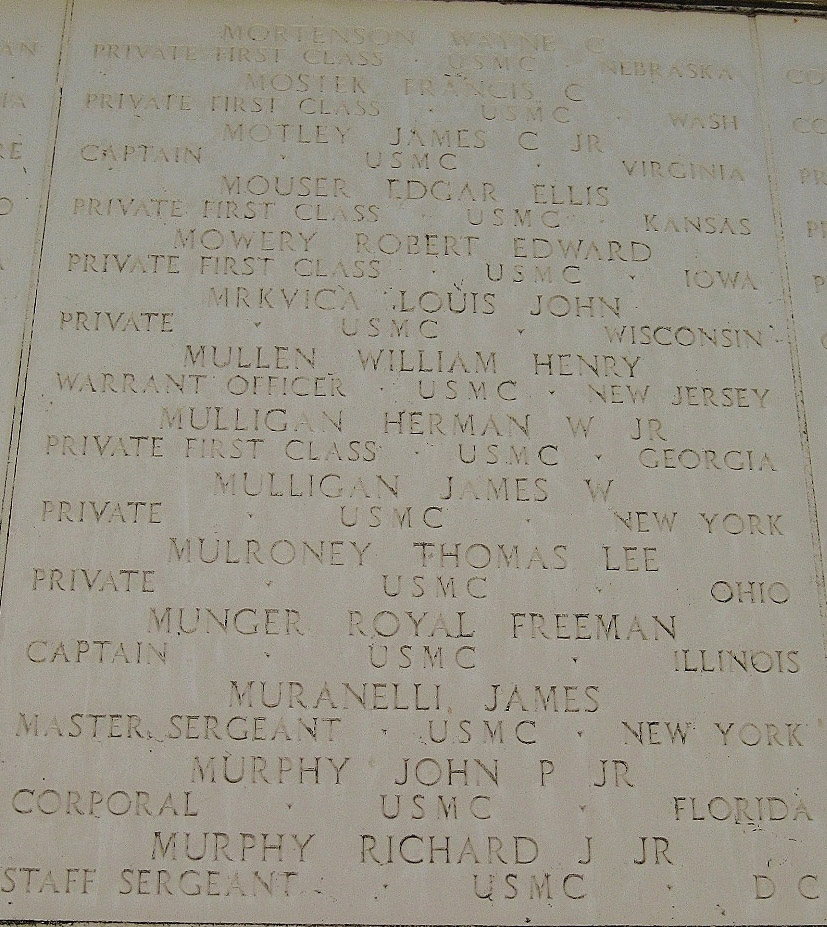 MORTENSON WAYNE C
PRIVATE FIRST CLASS · USMC · NEBRASKA
MOSTEK FRANCIS C
PRIVATE FIRST CLASS · USMC · WASH
MOTLEY JAMES C JR
CAPTAIN · USMC · VIRGINIA
MOUSER EDGAR ELLIS
PRIVATE FIRST CLASS · USMC · KANSAS
MOWERY ROBERT EDWARD
PRIVATE FIRST CLASS · USMC · IOWA
MRKVICA LOUIS JOHN
PRIVATE · USMC · WISCONSIN
MULLEN WILLIAM HENRY
WARRANT OFFICER · USMC · NEW JERSEY
MULLIGAN HERMAN W JR
PRIVATE FIRST CLASS · USMC · GEORGIA
MULLIGAN JAMES W
PRIVATE · USMC · NEW YORK
MULRONEY THOMAS LEE
PRIVATE · USMC · OHIO
MUNGER ROYAL FREEMAN
CAPTAIN · USMC · ILLINOIS
MURANELLI JAMES
MASTER SERGEANT · USMC · NEW YORK
MURPHY JOHN P JR
CORPORAL · USMC · FLORIDA
MURPHY RICHARD J JR
STAFF SERGEANT · USMC · D C